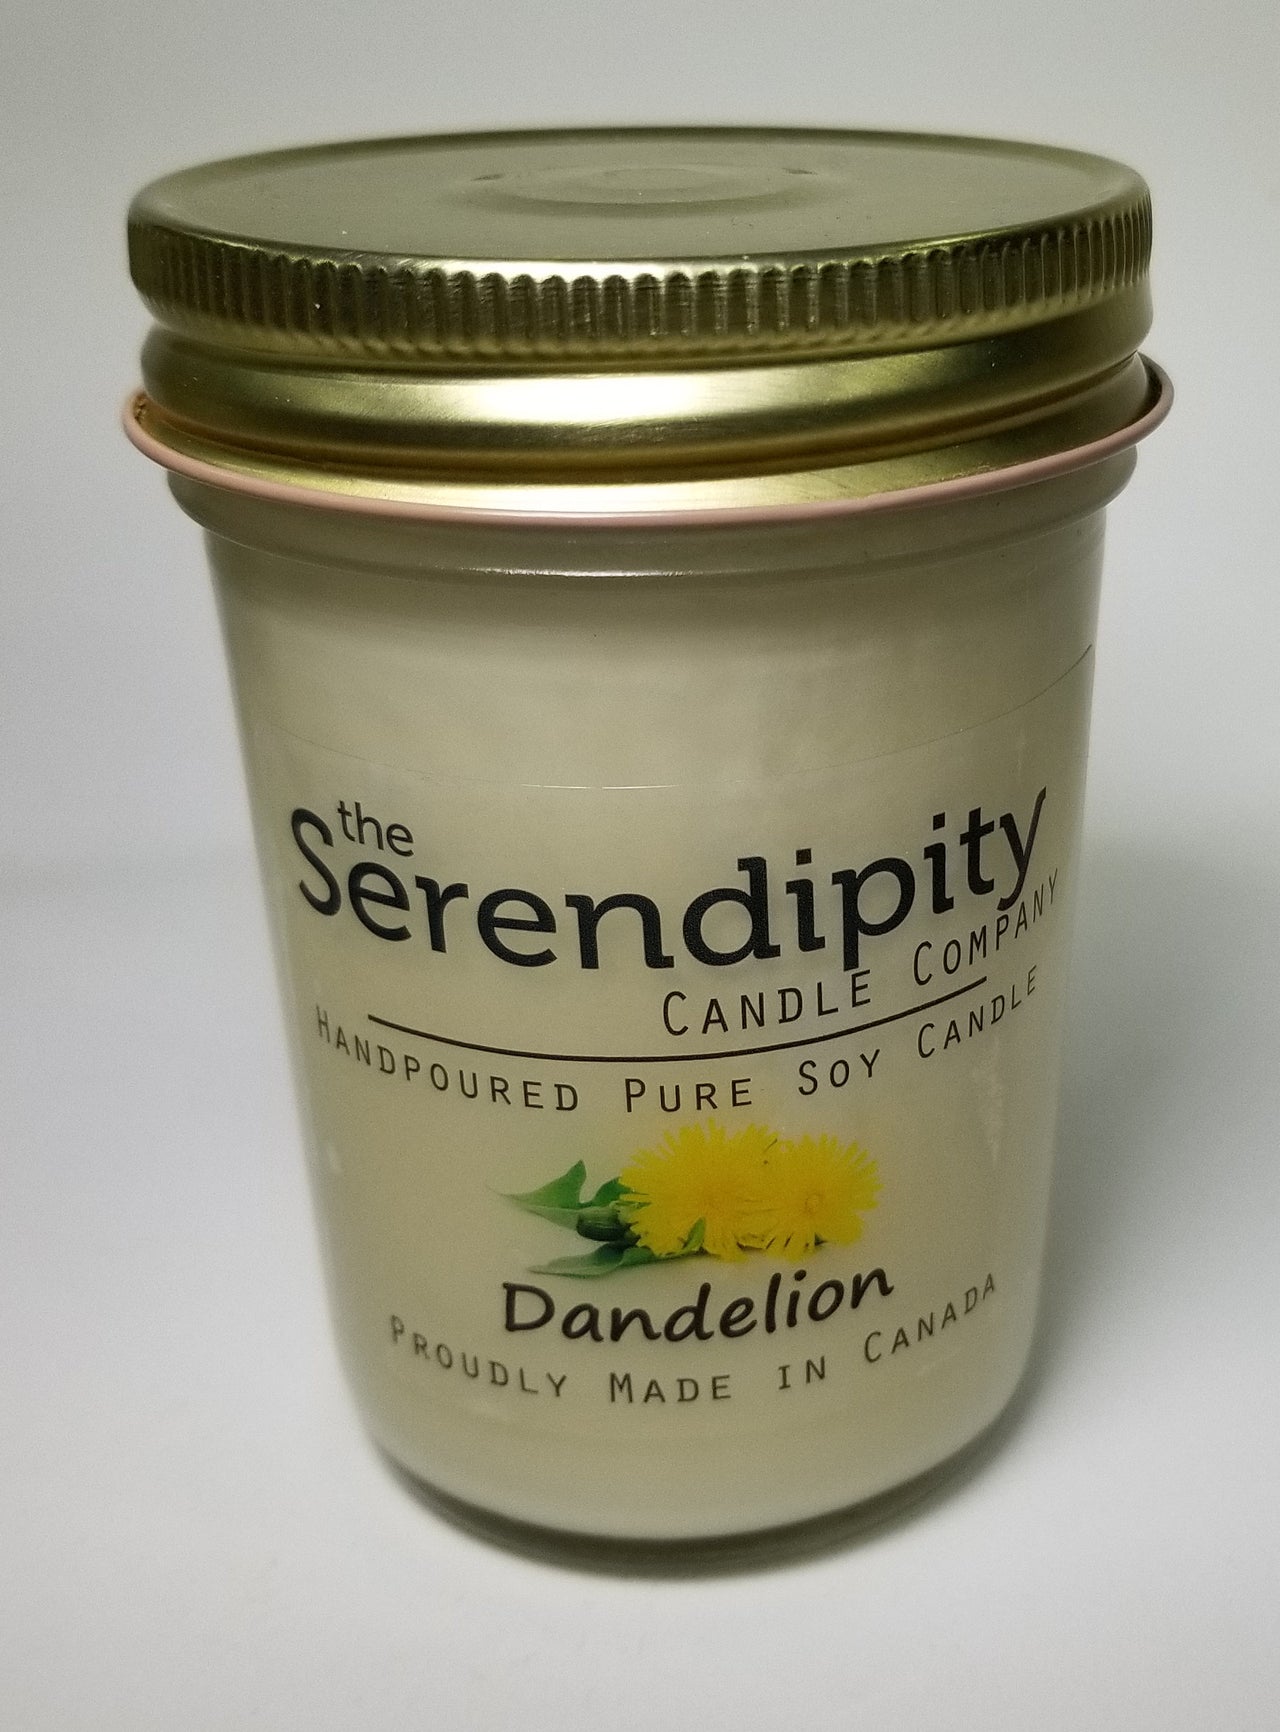 the
Serendipity
Candle Company
Handpoured Pure Soy Candle
Dandelion
Proudly Made in Canada